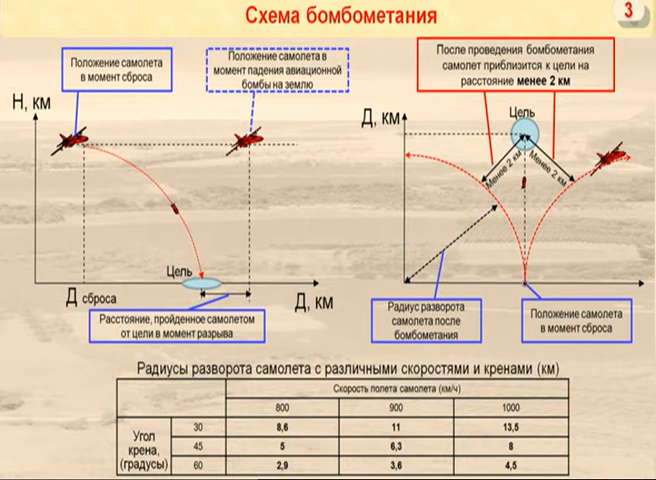 Схема бомбометания
3
Положение самолета
в момент сброса
Положение самолета в
момент падения авиационной
бомбы на землю
После проведения бомбометания
самолет приблизится к цели на
расстояние менее 2 км
Н, км
Цель
Д сброса
Д, км
Расстояние, пройденное самолетом
от цели в момент разрыва
Д, км
Цель
Менее 2 км
Менее 2 км
Радиус разворота
самолета после
бомбометания
Положение самолета
в момент сброса
Радиусы разворота самолета с различными скоростями и кренами (км)
Скорость полета самолета (км/ч)
800 900 1000
Угол
крена,
(градусы)
30 8,6 11 13,5
45 5 6,3 8
60 2,9 3,6 4,5